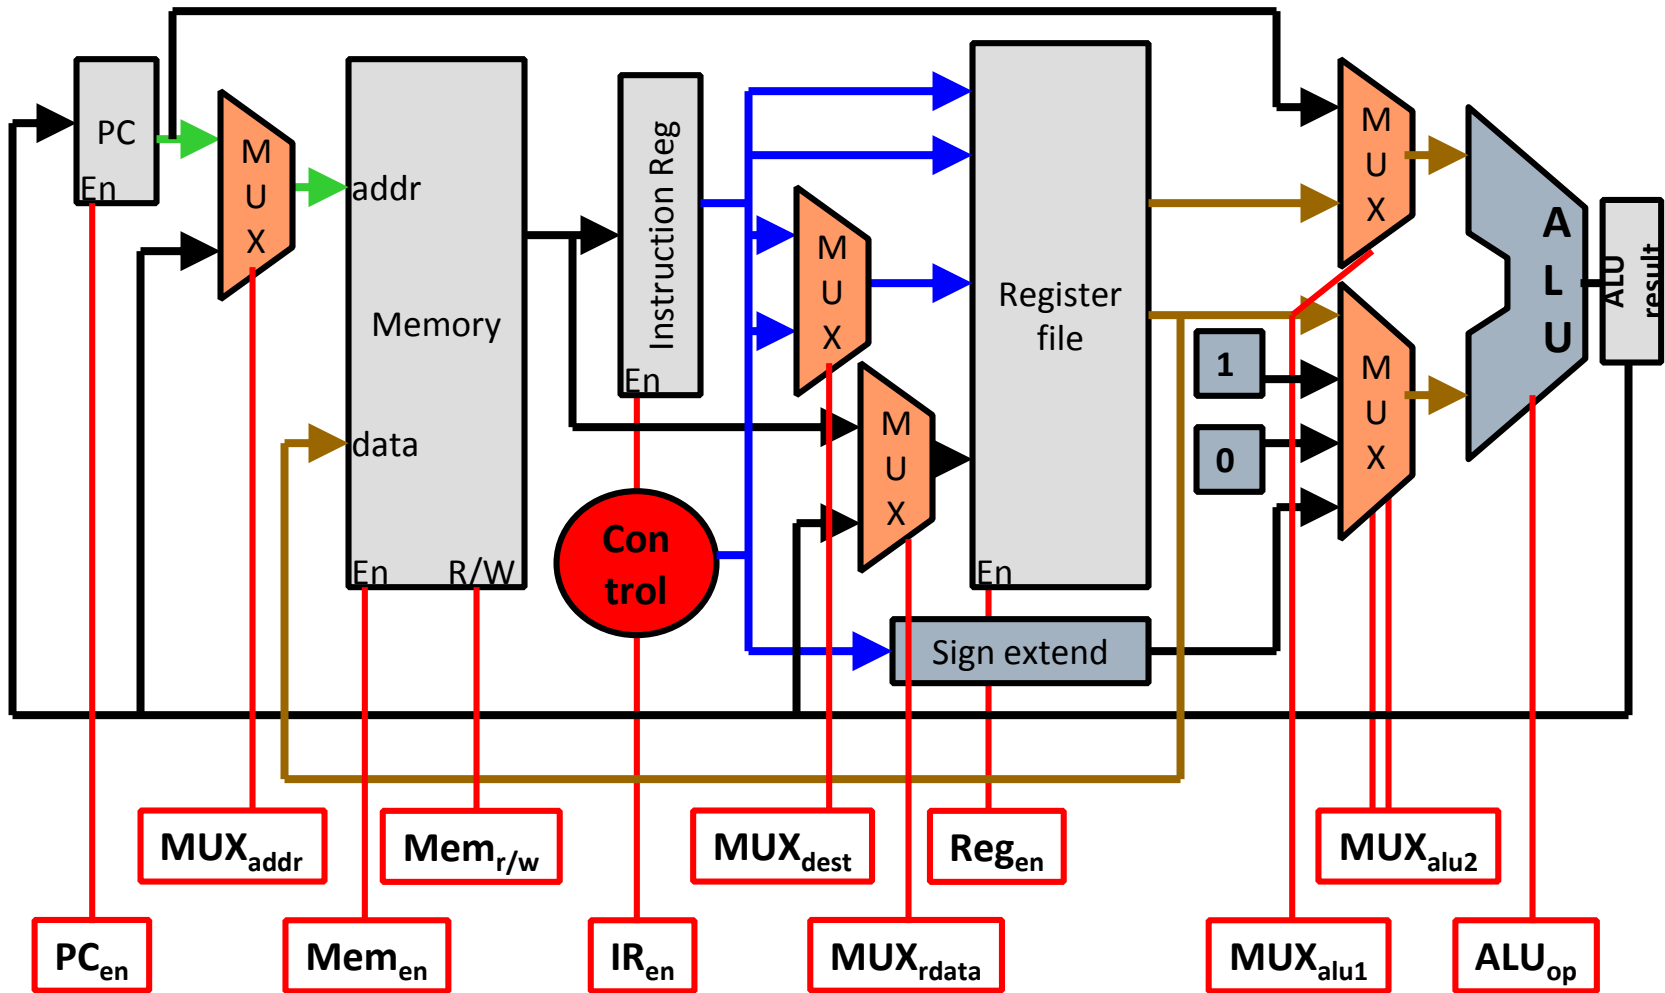 PC
En
M
U
X
addr
Memory
data
En
R/W
Instruction Reg
En
Con
trol
M
U
X
M
U
X
Register
file
En
Sign extend
1
0
M
U
X
M
U
X
A
L
U
ALU
result
MUXaddr
Memr/w
MUXdest
Regen
MUXalu2
PCen
Memen
IRen
MUXrdata
MUXalu1
ALUop